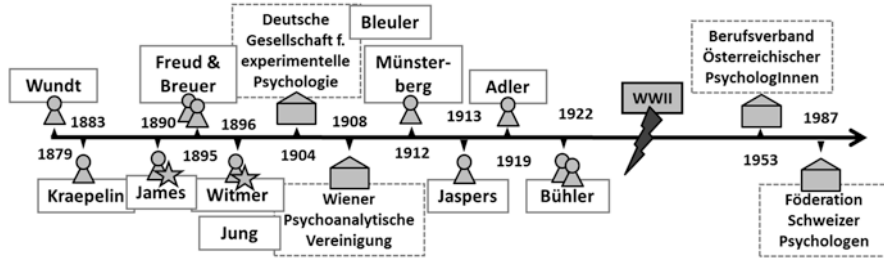 Deutsche
Gesellschaft f.
experimentelle
Psychologie
Bleuler
Wundt
Freud &
Breuer
Münster-
berg
Adler
WWII
Berufsverband
Österreichischer
PsychologInnen
1883
1890
1896
1908
1913
1922
1987
1879
1895
1904
1912
1919
1953
Kraepelin
James
Witmer
Jung
Wiener
Psychoanalytische
Vereinigung
Jaspers
Bühler
Föderation
Schweizer
Psychologen